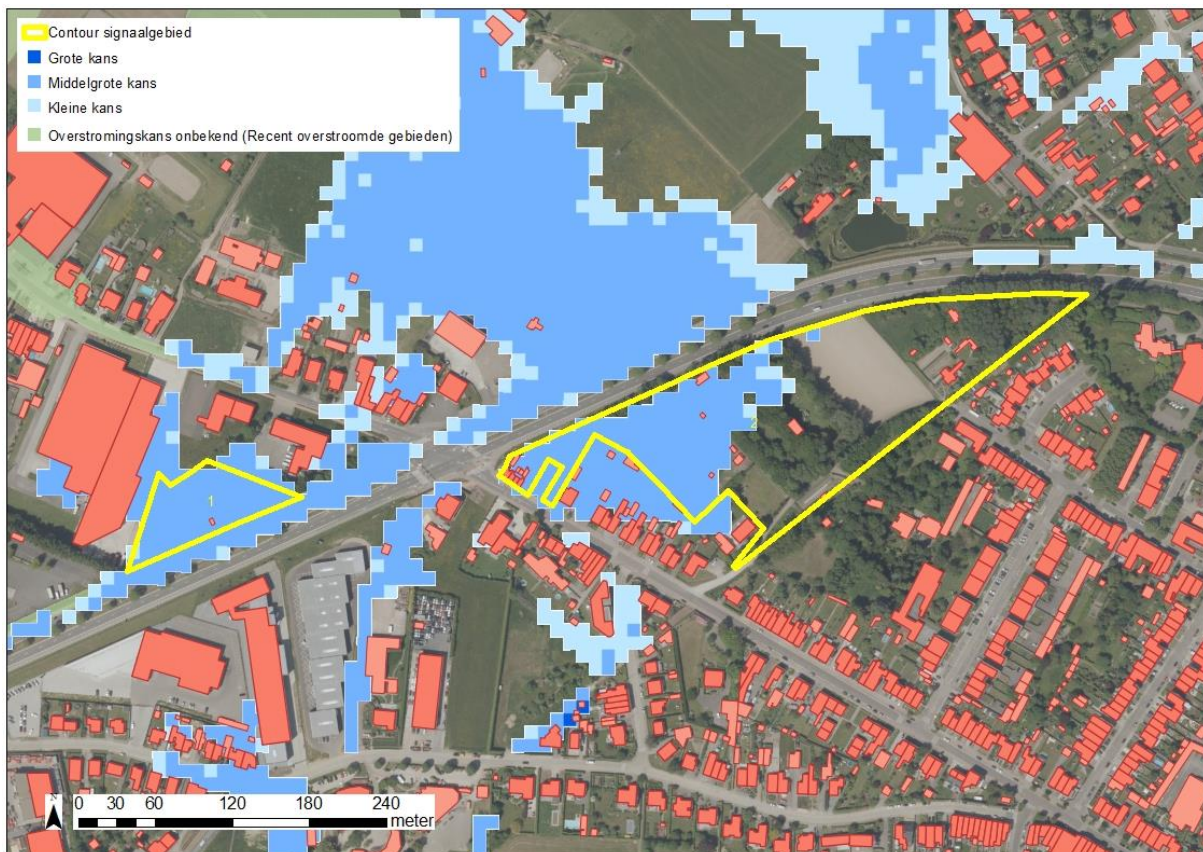 Contour signaalgebied
Grote kans
Middelgrote kans
Kleine kans
Overstromingskans onbekend (Recent overstroomde gebieden)
1
2
N
0 30 60 120 180 240
meter